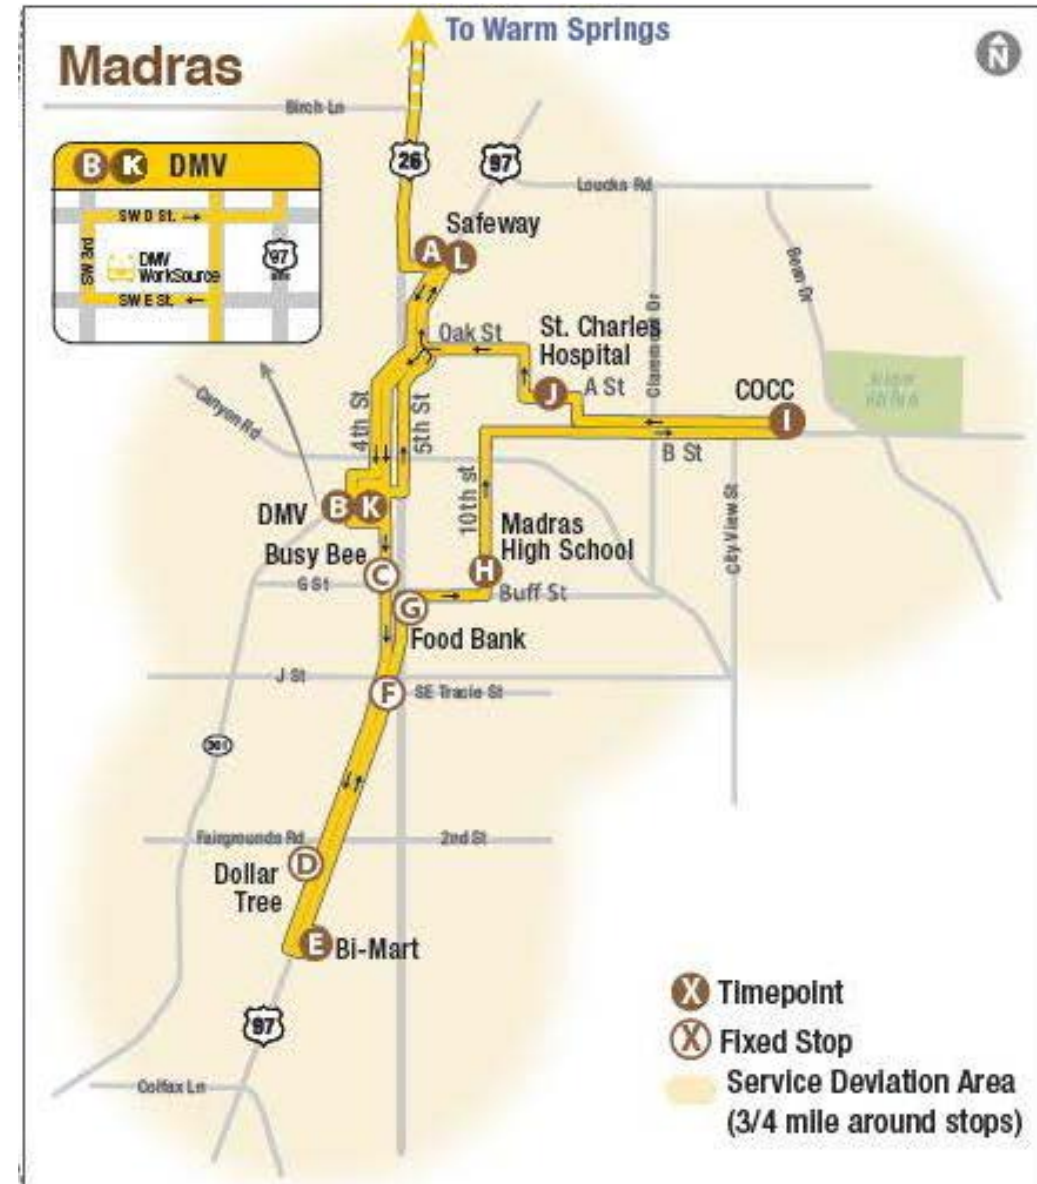 To Warm Springs
N
Madras
Birch Ln
B K DMV
SW D St. →
SW 3rd
DMV
WorkSource
97
SW E St. ←
26
97
Loucks Rd
Safeway
A L
Oak St
St. Charles
Hospital
J
A St
COCC
I
B St
Canyon Rd
4th St
5th St
10th st
City View St
B K
DMV
Madras
High School
H
Busy Bee
C
G St
Buff St
G
Food Bank
J St
F
SE Tracie St
361
Fairgrounds Rd
2nd St
D
Dollar
Tree
E Bi-Mart
97
Colfax Ln
X Timepoint
X Fixed Stop
Service Deviation Area
(3/4 mile around stops)